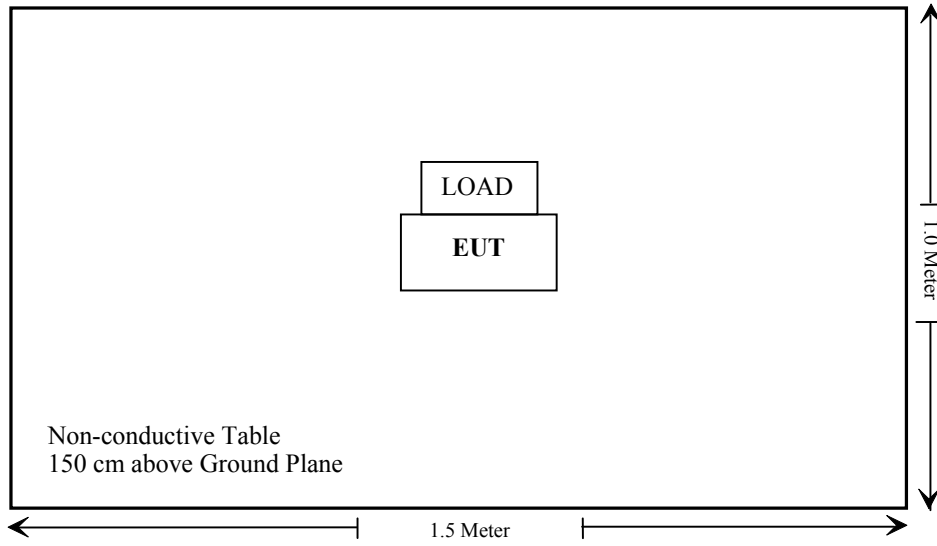 LOAD
EUT
1.0 Meter
Non-conductive Table
150 cm above Ground Plane
1.5 Meter